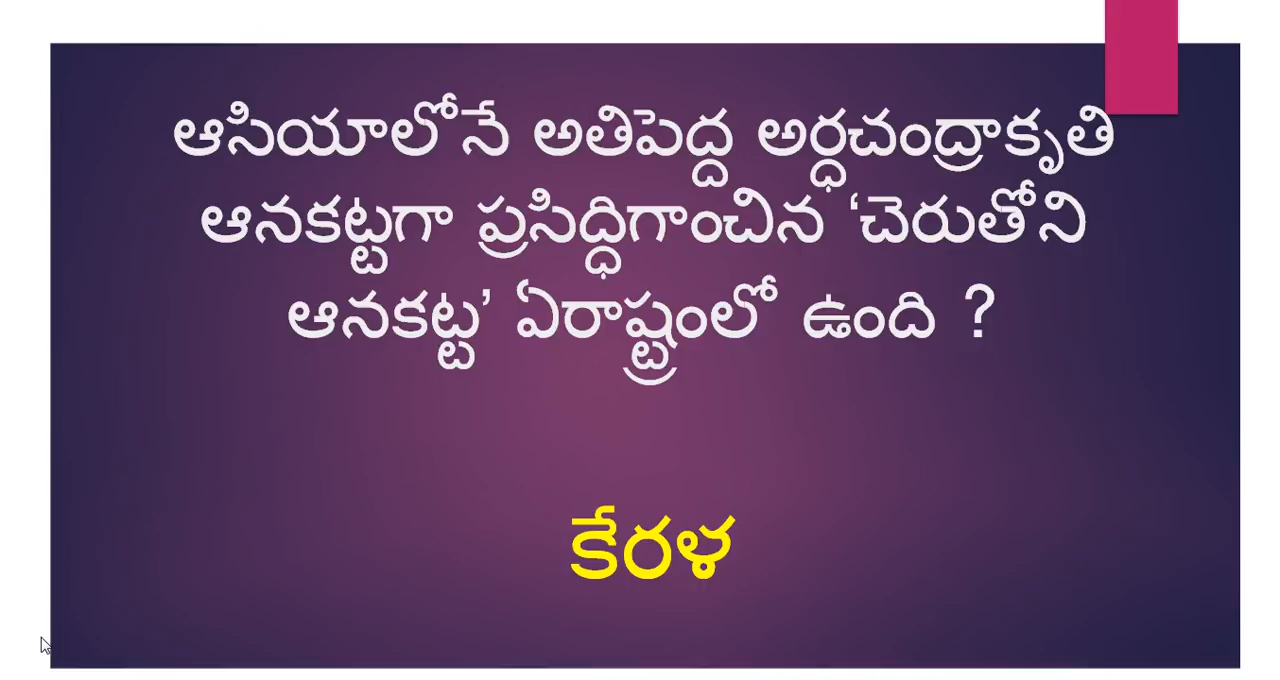 ఆసియాలోనే అతిపెద్ద అర్ధచంద్రాకృతి
ఆనకట్టగా ప్రసిద్ధిగాంచిన ‘చెరుతోని
ఆనకట్ట’ ఏరాష్ట్రంలో ఉంది ?
కేరళ